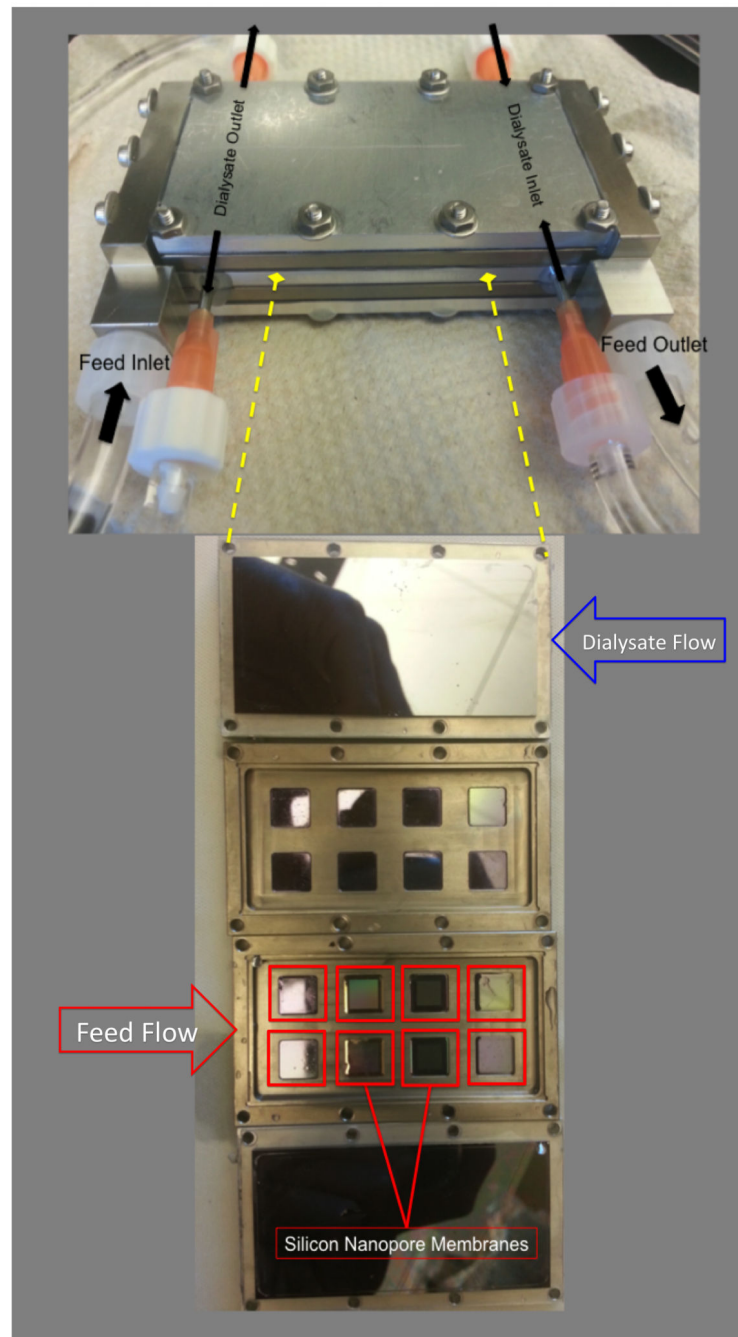 Dialysate Outlet
Dialysate Inlet
Feed Inlet
Feed Outlet
Dialysate Flow
Feed Flow
Silicon Nanopore Membranes